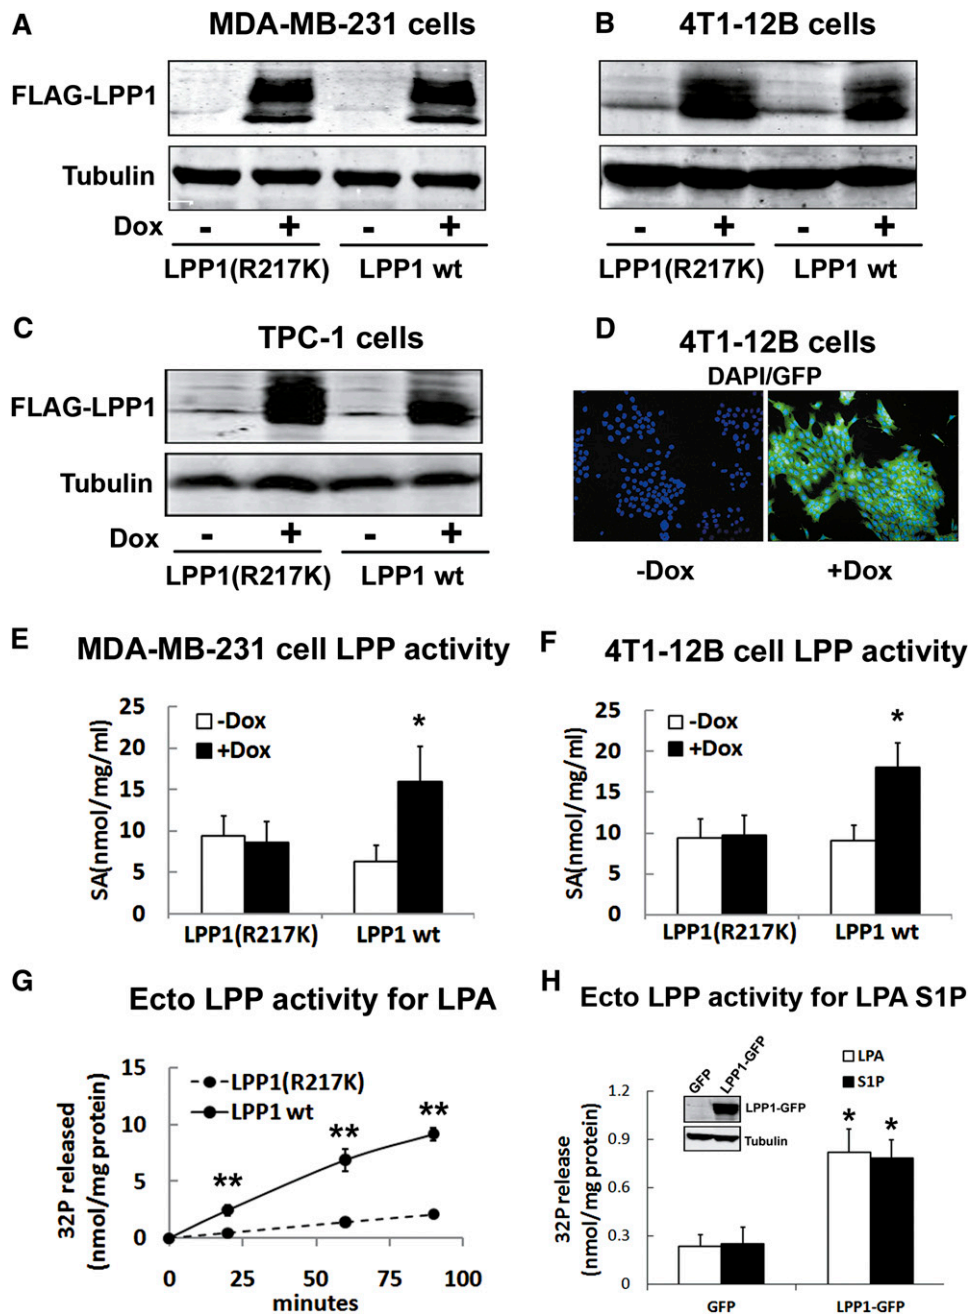 A MDA-MB-231 cells
FLAG-LPP1
Tubulin
Dox - + - +
LPP1(R217K) LPP1 wt
B 4T1-12B cells
- + - +
LPP1(R217K) LPP1 wt
C TPC-1 cells
FLAG-LPP1
Tubulin
Dox - + - +
LPP1(R217K) LPP1 wt
D 4T1-12B cells
DAPI/GFP
-Dox +Dox
E MDA-MB-231 cell LPP activity
SA(nmol/mg/ml)
25
20
15
10
5
0
-Dox
+Dox
*
LPP1(R217K) LPP1 wt
F 4T1-12B cell LPP activity
SA(nmol/mg/ml)
25
20
15
10
5
0
-Dox
+Dox
*
LPP1(R217K) LPP1 wt
G Ecto LPP activity for LPA
32P released
(nmol/mg protein)
15
10
5
0
LPP1(R217K)
LPP1 wt
** ** **
0 25 50 75 100
minutes
H Ecto LPP activity for LPA S1P
32P release
(nmol/mg protein)
1.2
0.9
0.6
0.3
0
GFP LPP1-GFP
LPP1-GFP
Tubulin
LPA
S1P
* *
GFP LPP1-GFP